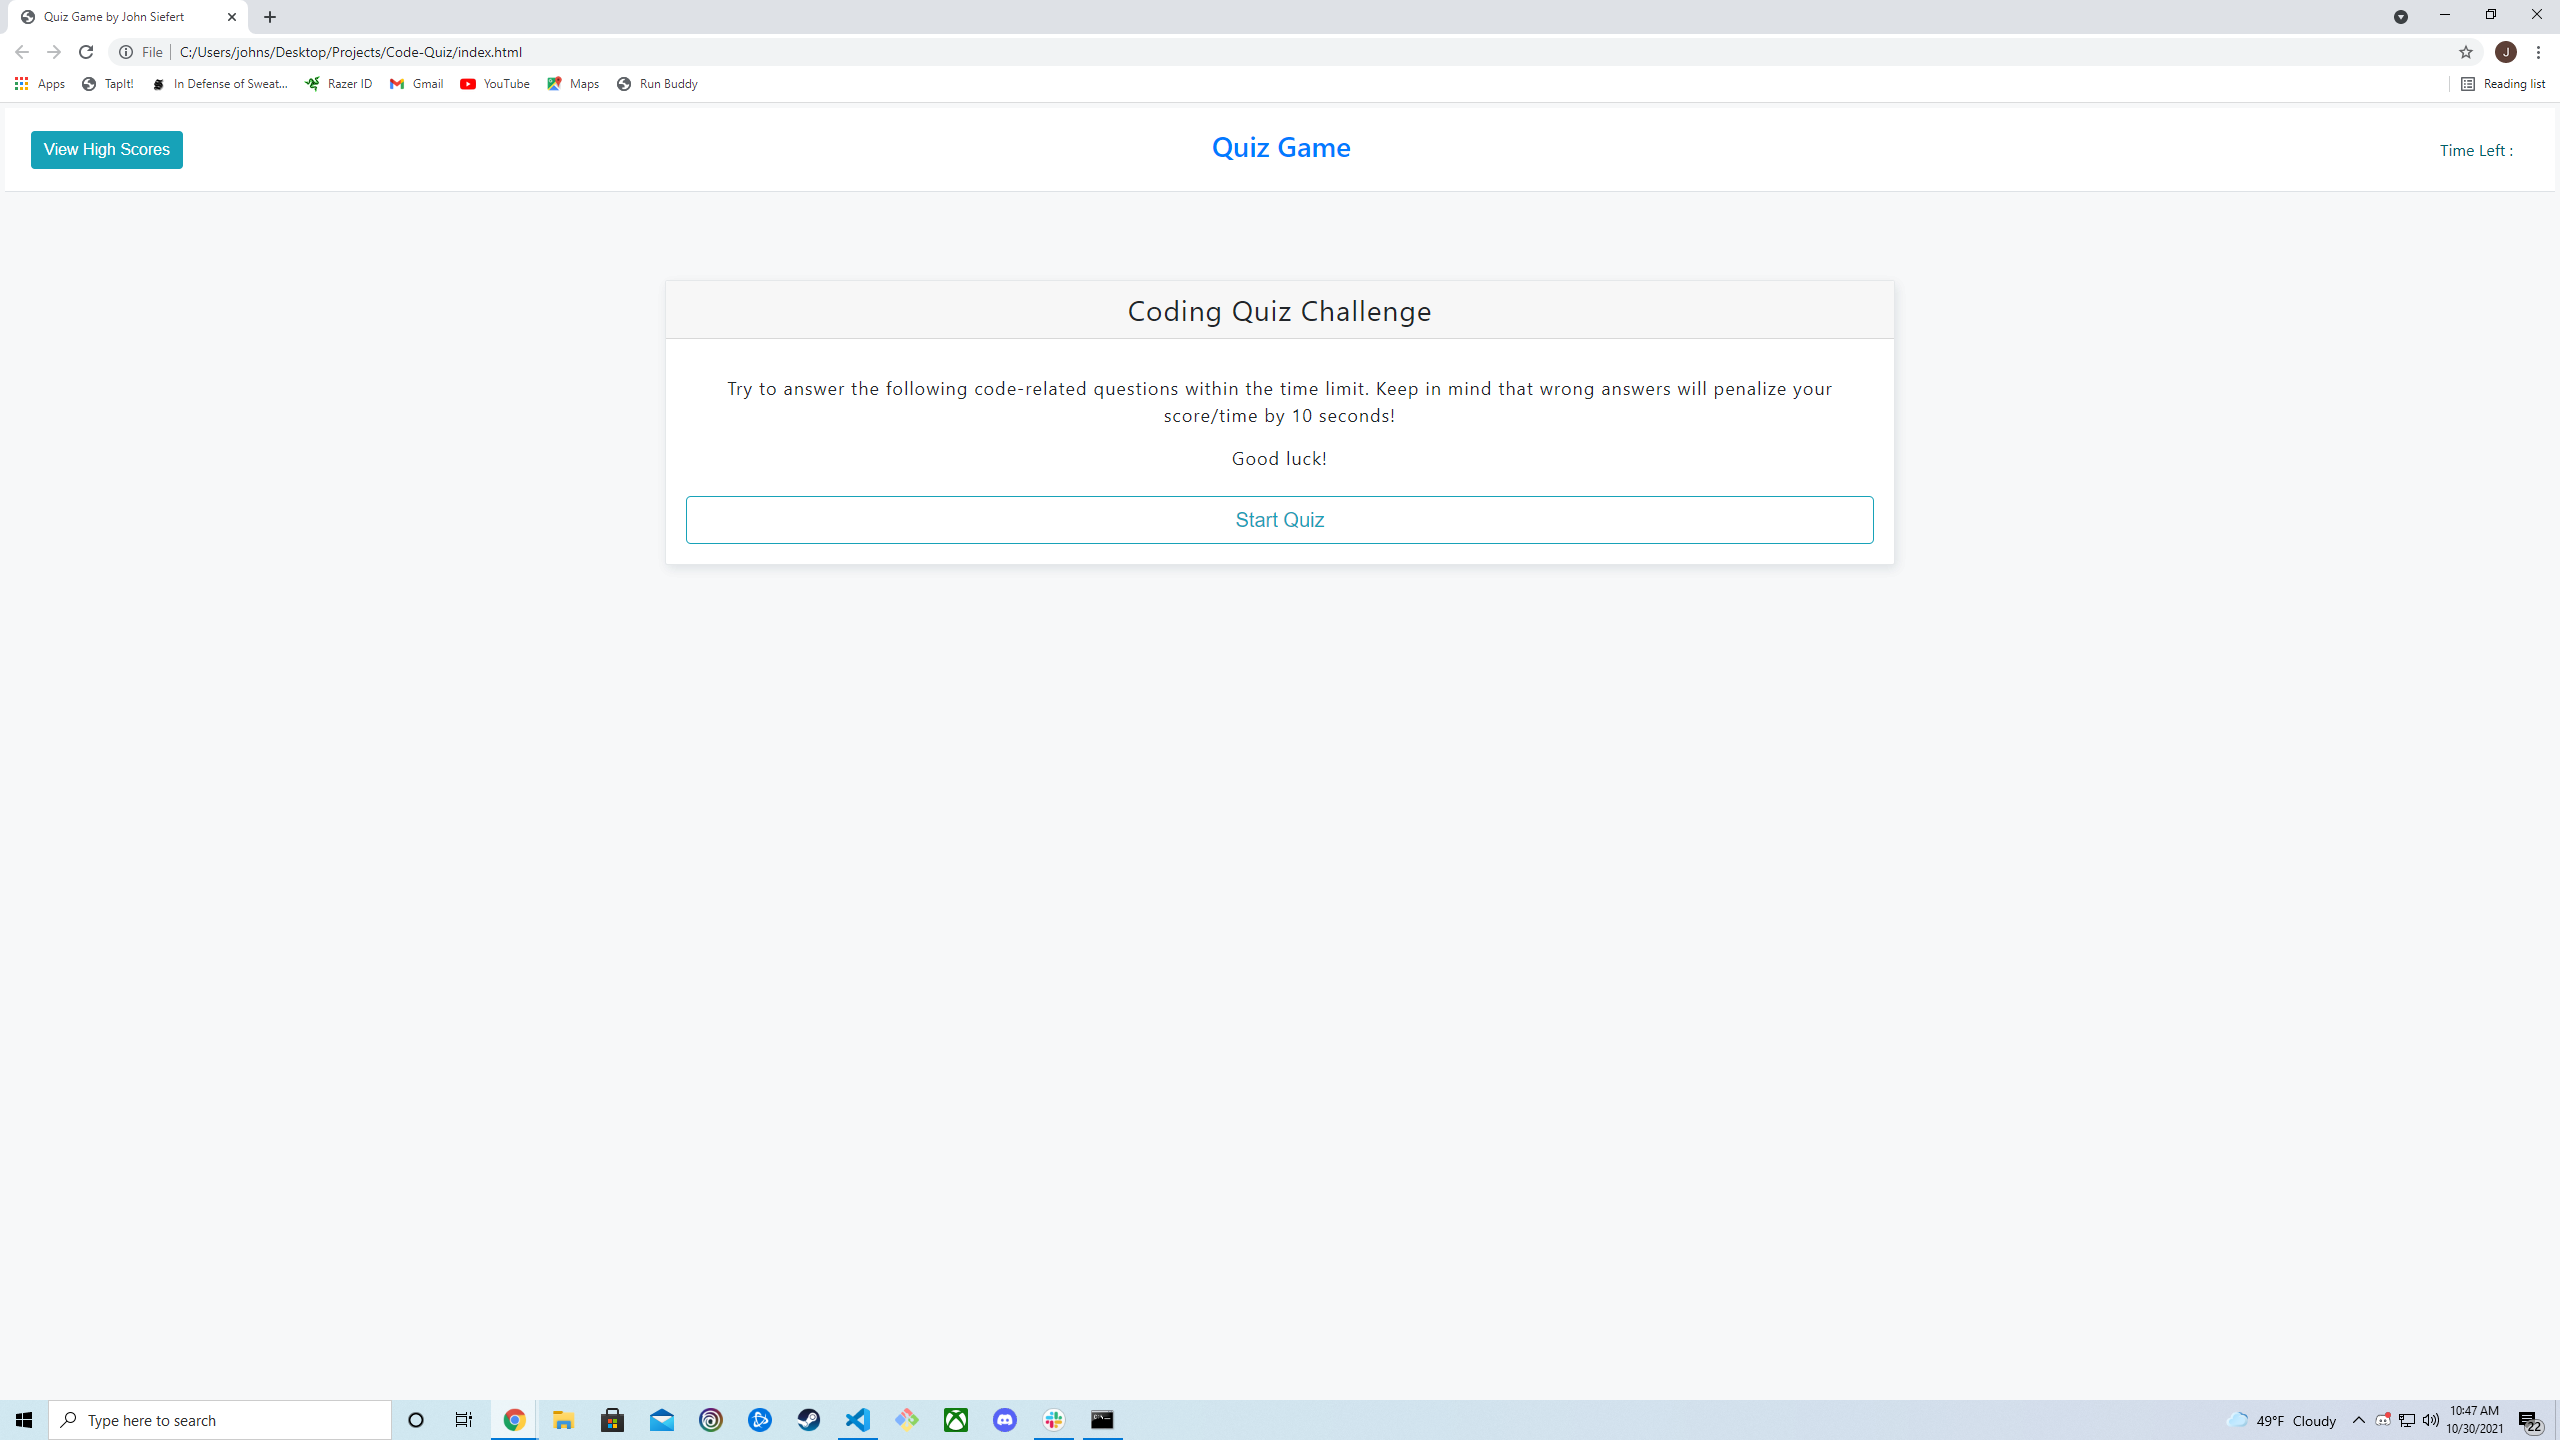 Quiz Game by John Siefert
File C:/Users/johns/Desktop/Projects/Code-Quiz/index.html
J
Apps TapIt! In Defense of Sweat... Razer ID Gmail YouTube Maps Run Buddy Reading list
View High Scores Quiz Game Time Left :
Coding Quiz Challenge
Try to answer the following code-related questions within the time limit. Keep in mind that wrong answers will penalize your
score/time by 10 seconds!
Good luck!
Start Quiz
Type here to search 49°F Cloudy 10:47 AM
10/30/2021 22